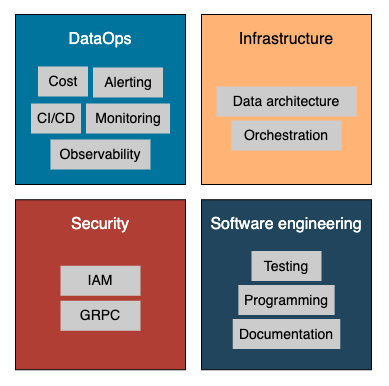 DataOps
Cost
Alerting
CI/CD
Monitoring
Observability
Infrastructure
Data architecture
Orchestration
Security
IAM
GRPC
Software engineering
Testing
Programming
Documentation